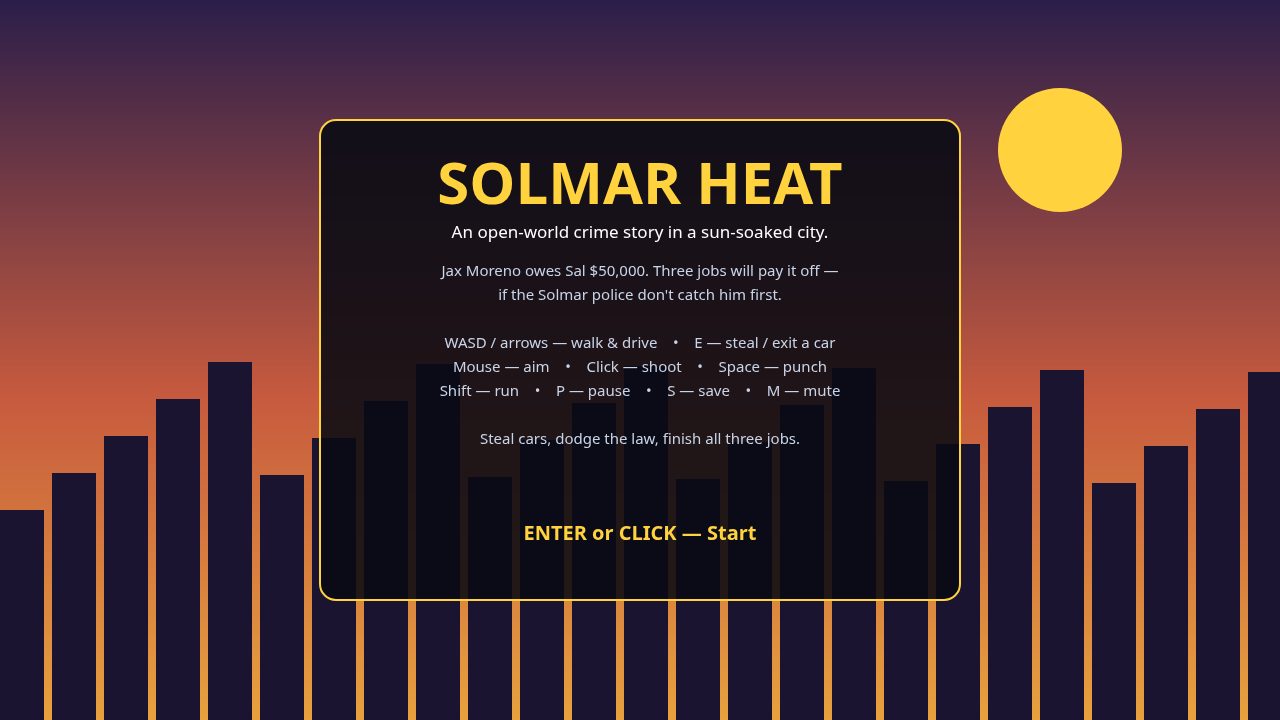 SOLMAR HEAT
An open-world crime story in a sun-soaked city.
Jax Moreno owes Sal $50,000. Three jobs will pay it off —
if the Solmar police don't catch him first.
WASD / arrows — walk & drive • E — steal / exit a car
Mouse — aim • Click — shoot • Space — punch
Shift — run • P — pause • S — save • M — mute
Steal cars, dodge the law, finish all three jobs.
ENTER or CLICK — Start